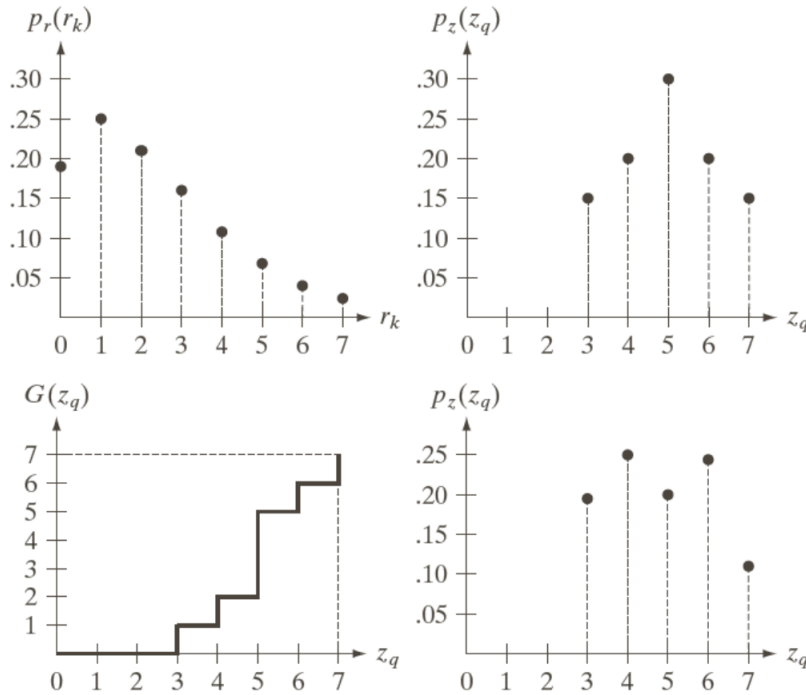 p_r(r_k)
.30
.25
.20
.15
.10
.05
0 1 2 3 4 5 6 7
r_k
p_z(z_q)
.30
.25
.20
.15
.10
.05
0 1 2 3 4 5 6 7
z_q
G(z_q)
7
6
5
4
3
2
1
0 1 2 3 4 5 6 7
z_q
p_z(z_q)
.25
.20
.15
.10
.05
0 1 2 3 4 5 6 7
z_q